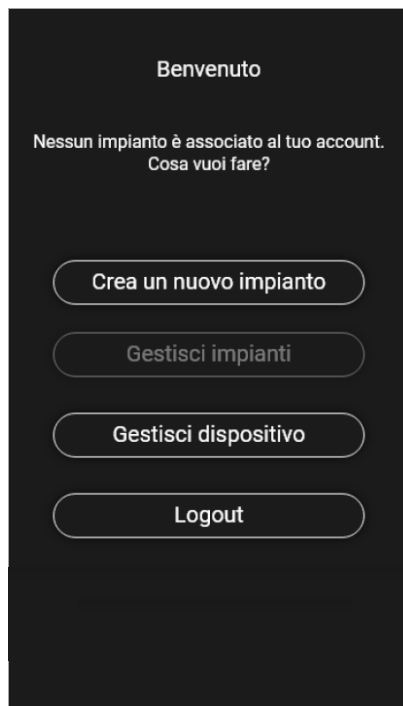 Benvenuto
Nessun impianto è associato al tuo account.
Cosa vuoi fare?
Crea un nuovo impianto
Gestisci impianti
Gestisci dispositivo
Logout